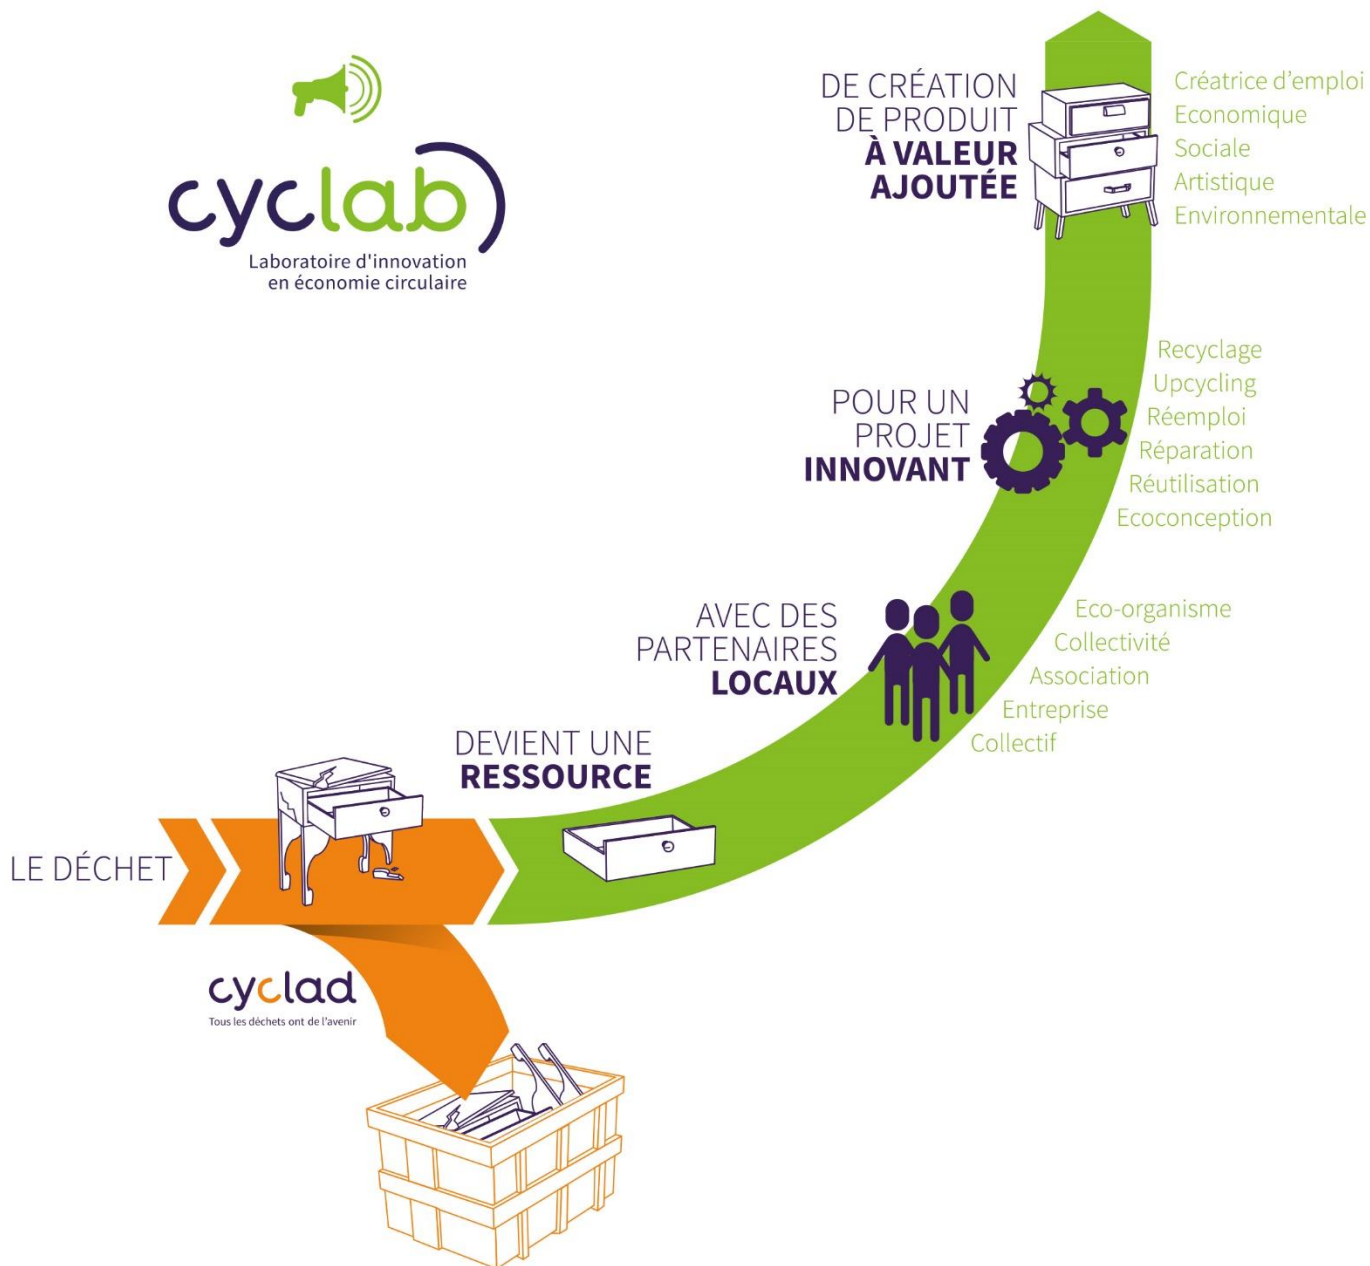 cyclab
Laboratoire d'innovation
en économie circulaire
DE CRÉATION
DE PRODUIT
À VALEUR
AJOUTÉE
Créatrice d'emploi
Economique
Sociale
Artistique
Environnementale
POUR UN
PROJET
INNOVANT
Recyclage
Upcycling
Réemploi
Réparation
Réutilisation
Ecoconception
AVEC DES
PARTENAIRES
LOCAUX
Eco-organisme
Collectivité
Association
Entreprise
Collectif
DEVIENT UNE
RESSOURCE
LE DÉCHET
cyclad
Tous les déchets ont de l'avenir